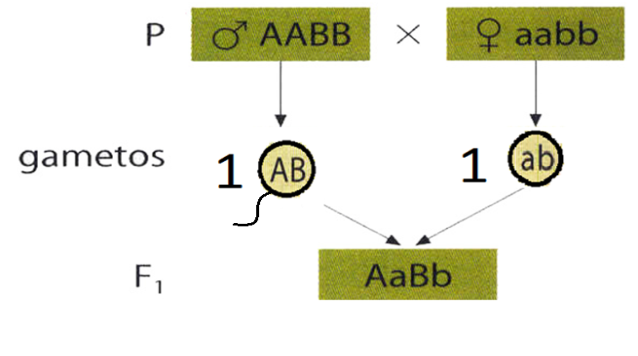 P ♂ AABB × ♀ aabb
gametos 1 AB 1 ab
F₁ AaBb